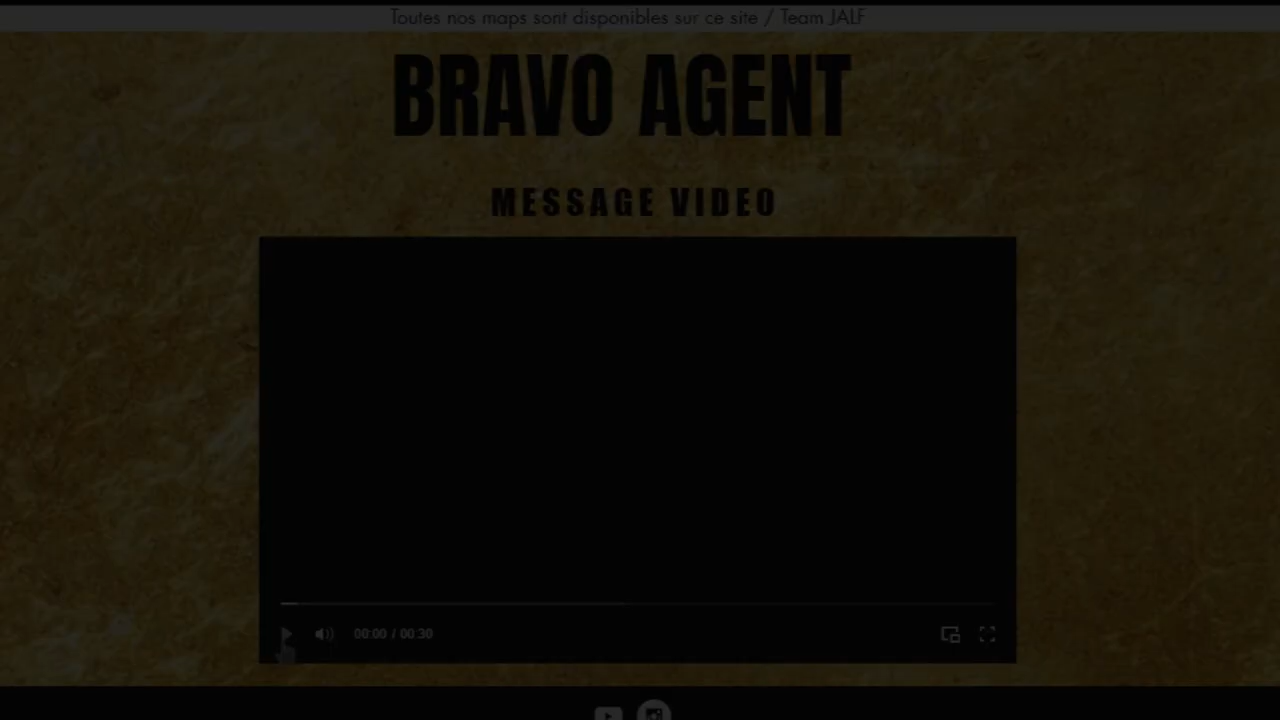 Toutes nos maps sont disponibles sur ce site / Team JALF
BRAVO AGENT
MESSAGE VIDEO
00:00 / 00:30